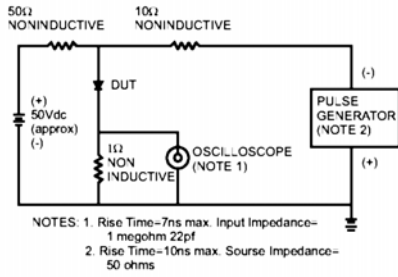 50Ω
NONINDUCTIVE
10Ω
NONINDUCTIVE
(-)
DUT
PULSE
GENERATOR
(NOTE 2)
(+)
50Vdc
(approx)
(-)
1Ω
NON
INDUCTIVE
OSCILLOSCOPE
(NOTE 1)
(+)
NOTES: 1. Rise Time=7ns max. Input Impedance=
1 megohm 22pf
2. Rise Time=10ns max. Sourse Impedance=
50 ohms